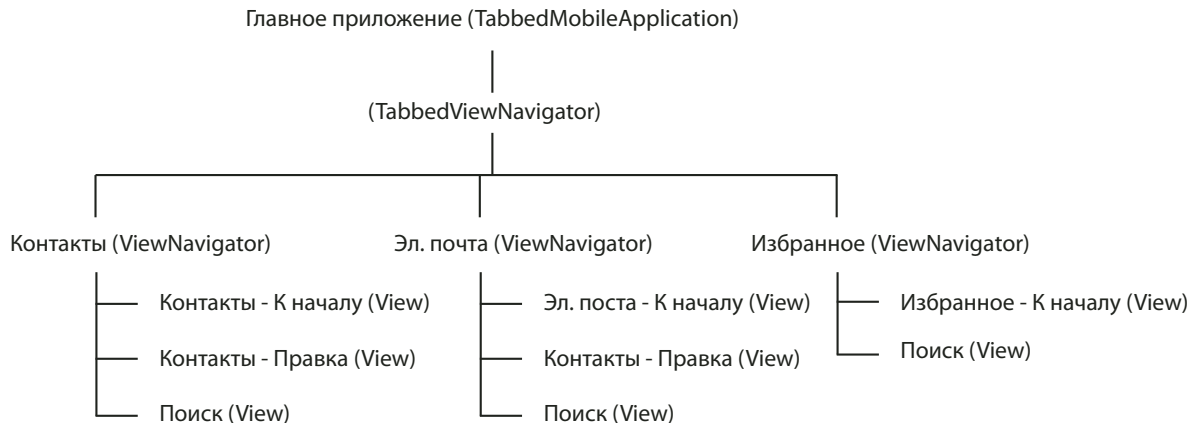 Главное приложение (TabbedMobileApplication)
(TabbedViewNavigator)
Контакты (ViewNavigator)
Эл. почта (ViewNavigator)
Избранное (ViewNavigator)
Контакты - К началу (View)
Эл. поста - К началу (View)
Избранное - К началу (View)
Контакты - Правка (View)
Контакты - Правка (View)
Поиск (View)
Поиск (View)
Поиск (View)